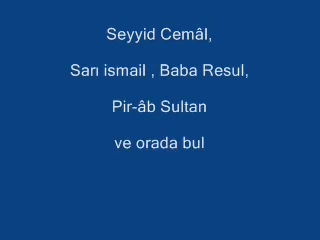 Seyyid Cemâl,
Sarı ismail , Baba Resul,
Pir-âb Sultan
ve orada bul